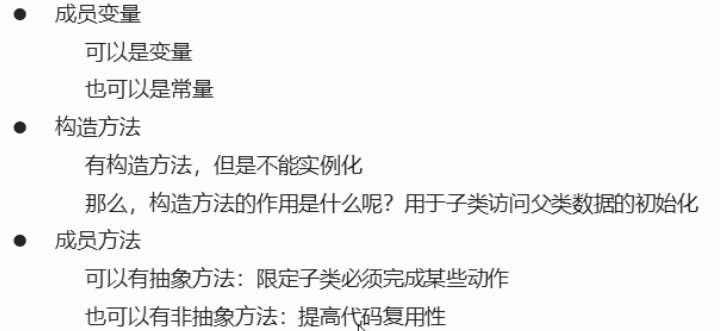 ● 成员变量
可以是变量
也可以是常量
● 构造方法
有构造方法，但是不能实例化
那么，构造方法的作用是什么呢？用于子类访问父类数据的初始化
● 成员方法
可以有抽象方法：限定子类必须完成某些动作
也可以有非抽象方法：提高代码复用性